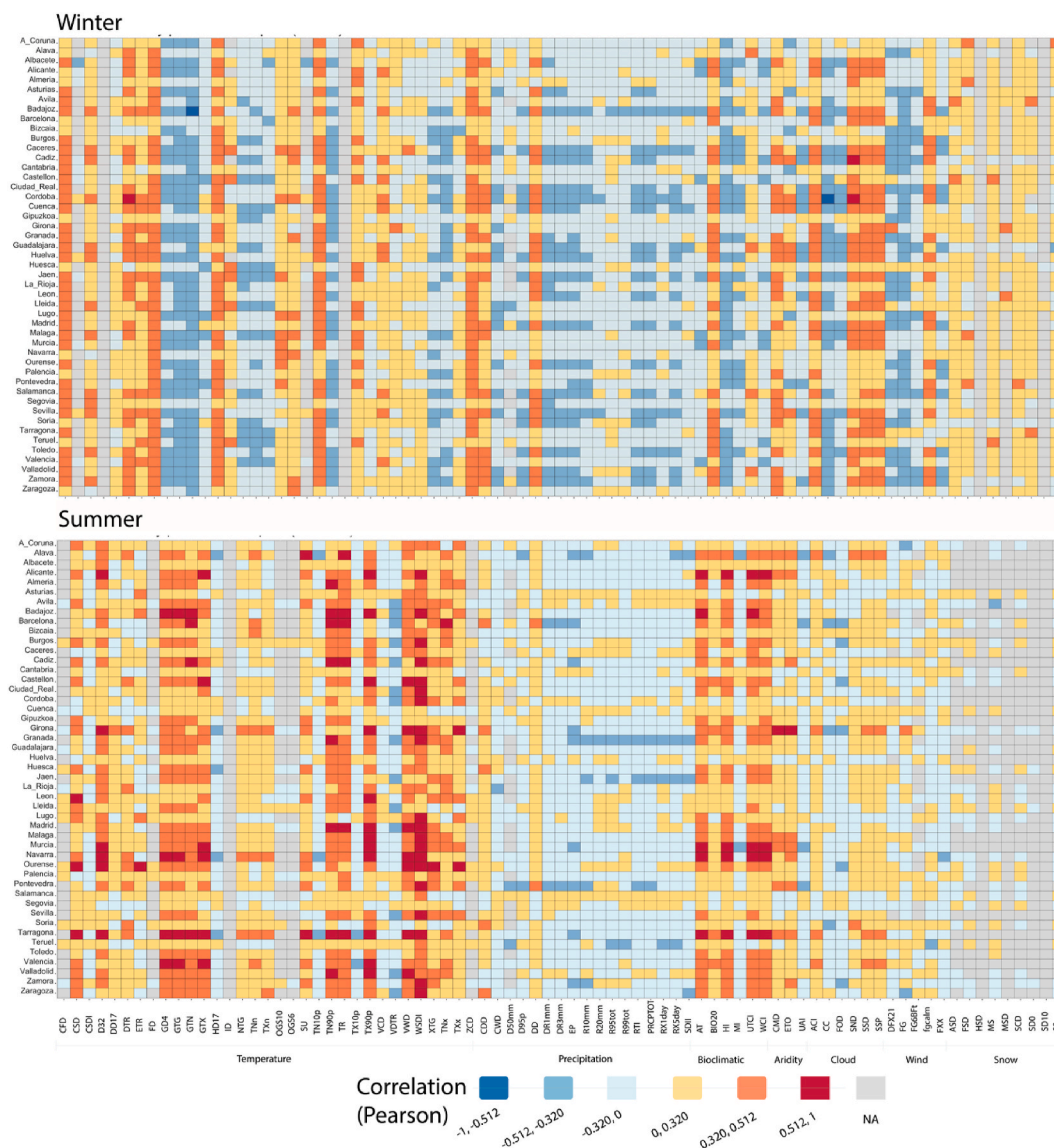 Winter
A_Coruna
Alava
Albacete
Alicante
Almeria
Asturias
Avila
Badajoz
Barcelona
Bizcaia
Burgos
Caceres
Cadiz
Cantabria
Castellon
Ciudad_Real
Cordoba
Cuenca
Gipuzkoa
Girona
Granada
Guadalajara
Huelva
Huesca
Jaen
La_Rioja
Leon
Lleida
Lugo
Madrid
Malaga
Murcia
Navarra
Ourense
Palencia
Pontevedra
Salamanca
Segovia
Sevilla
Soria
Tarragona
Teruel
Toledo
Valencia
Valladolid
Zamora
Zaragoza
Summer
A_Coruna
Alava
Albacete
Alicante
Almeria
Asturias
Avila
Badajoz
Barcelona
Bizcaia
Burgos
Caceres
Cadiz
Cantabria
Castellon
Ciudad_Real
Cordoba
Cuenca
Gipuzkoa
Girona
Granada
Guadalajara
Huelva
Huesca
Jaen
La_Rioja
Leon
Lleida
Lugo
Madrid
Malaga
Murcia
Navarra
Ourense
Palencia
Pontevedra
Salamanca
Segovia
Sevilla
Soria
Tarragona
Teruel
Toledo
Valencia
Valladolid
Zamora
Zaragoza
CFD
CSD
CSDI
D32
DD17
DTR
ETR
FD
GD4
GTG
GTN
GTX
HD17
ID
NTG
TNn
TXn
OGS10
OGS6
SU
TN10p
TN90p
TR
TX10p
TX90p
VCD
VDTR
VWD
WSDI
XTG
TNx
TXx
ZCD
CDD
CWD
D50mm
D95p
DD
DR1mm
DR3mm
EP
R10mm
R20mm
R95tot
R99tot
RTI
PRCPTOT
RX1day
RX5day
SDII
AT
BIO20
HI
MI
UTCI
WCI
CMD
ETO
UAI
ACI
CC
FOD
SND
SSD
SSP
DFX21
FG
FG6BFt
fgcalm
FXX
ASD
FSD
HSD
MS
MSD
SCD
SD0
SD10
Temperature
Precipitation
Bioclimatic
Aridity
Cloud
Wind
Snow
Correlation
(Pearson)
-1, -0.512
-0.512, -0.320
-0.320, 0
0, 0.320
0.320, 0.512
0.512, 1
NA